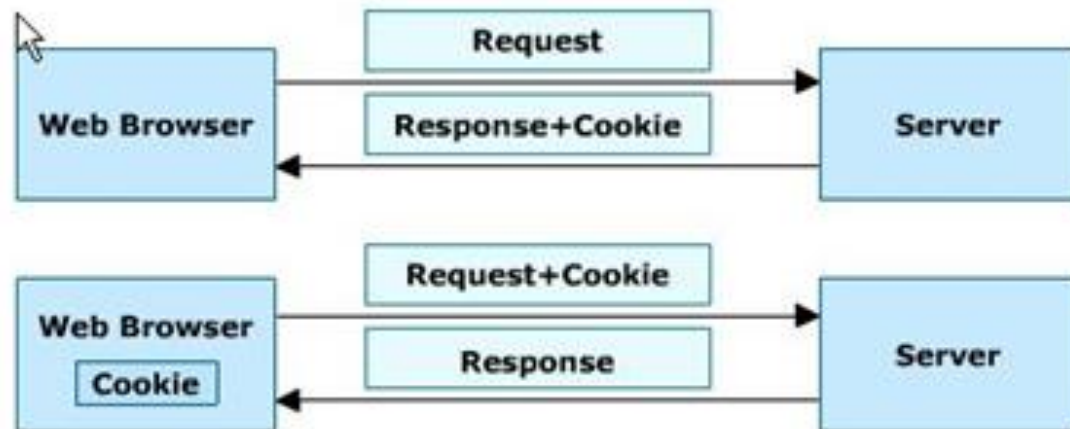 Request
Web Browser
Response+Cookie
Server
Request+Cookie
Web Browser
Cookie
Response
Server